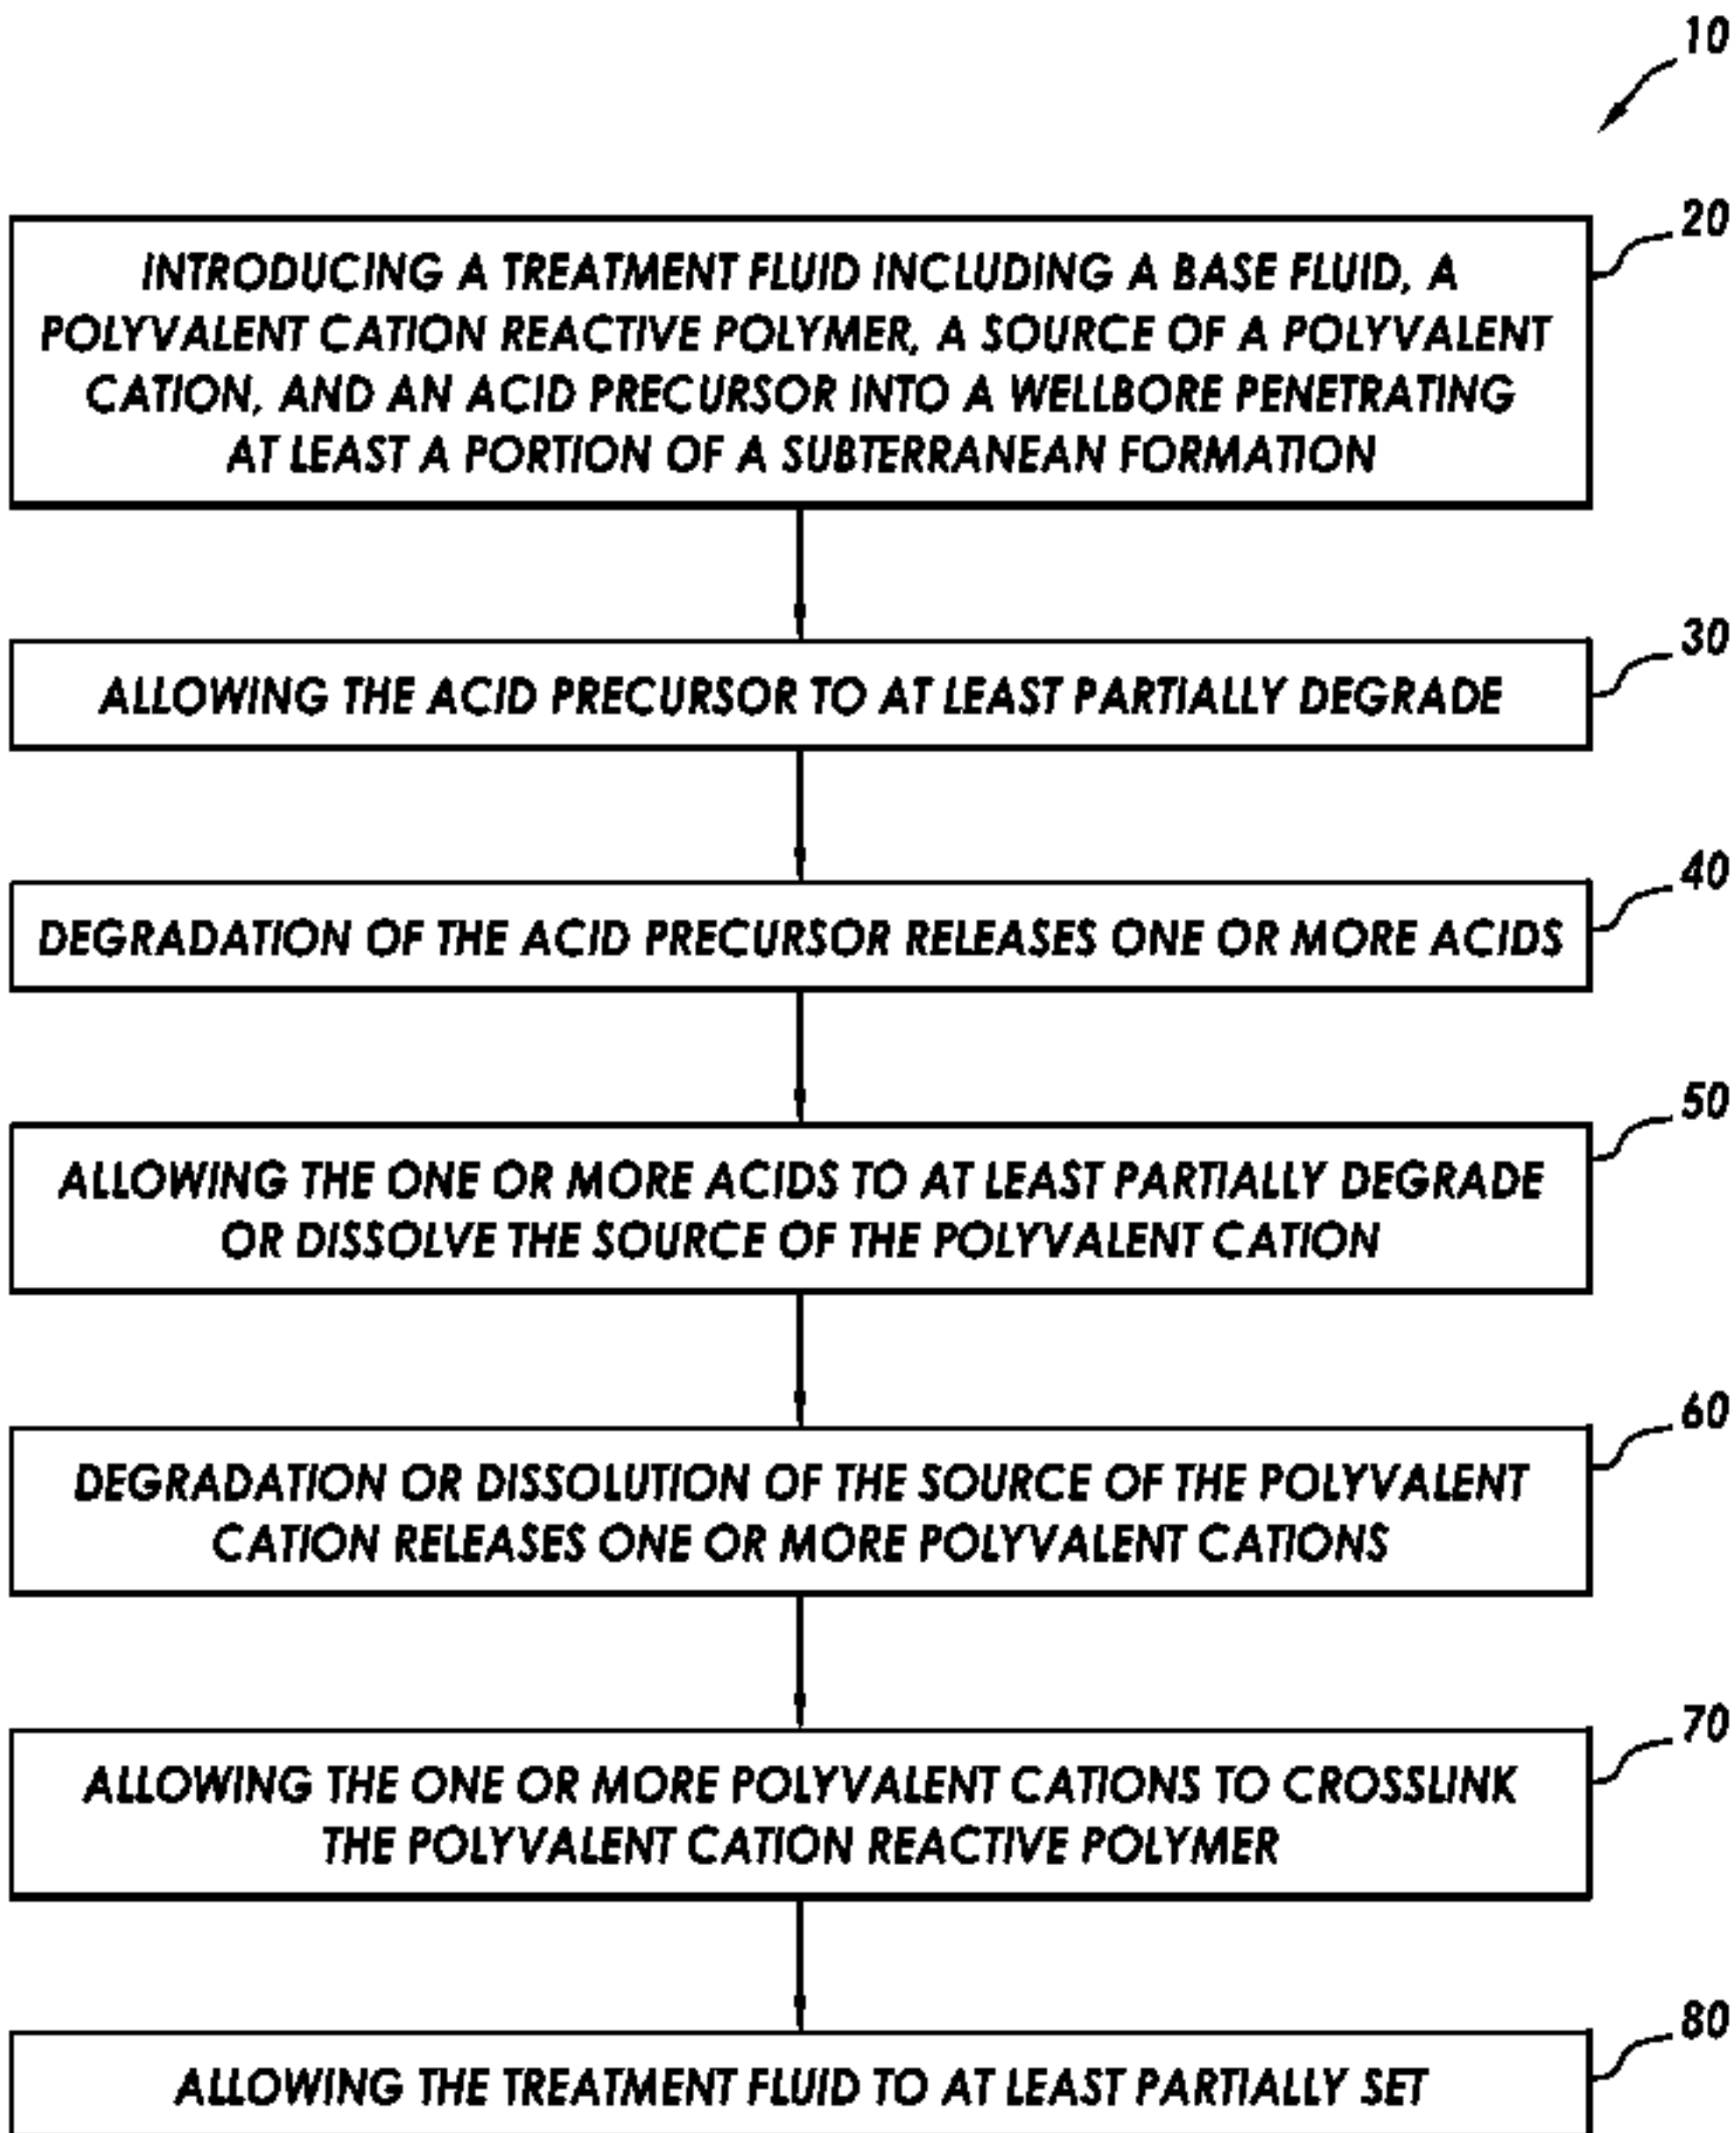 10
20
INTRODUCING A TREATMENT FLUID INCLUDING A BASE FLUID, A
POLYVALENT CATION REACTIVE POLYMER, A SOURCE OF A POLYVALENT
CATION, AND AN ACID PRECURSOR INTO A WELLBORE PENETRATING
AT LEAST A PORTION OF A SUBTERRANEAN FORMATION
30
ALLOWING THE ACID PRECURSOR TO AT LEAST PARTIALLY DEGRADE
40
DEGRADATION OF THE ACID PRECURSOR RELEASES ONE OR MORE ACIDS
50
ALLOWING THE ONE OR MORE ACIDS TO AT LEAST PARTIALLY DEGRADE
OR DISSOLVE THE SOURCE OF THE POLYVALENT CATION
60
DEGRADATION OR DISSOLUTION OF THE SOURCE OF THE POLYVALENT
CATION RELEASES ONE OR MORE POLYVALENT CATIONS
70
ALLOWING THE ONE OR MORE POLYVALENT CATIONS TO CROSSLINK
THE POLYVALENT CATION REACTIVE POLYMER
80
ALLOWING THE TREATMENT FLUID TO AT LEAST PARTIALLY SET